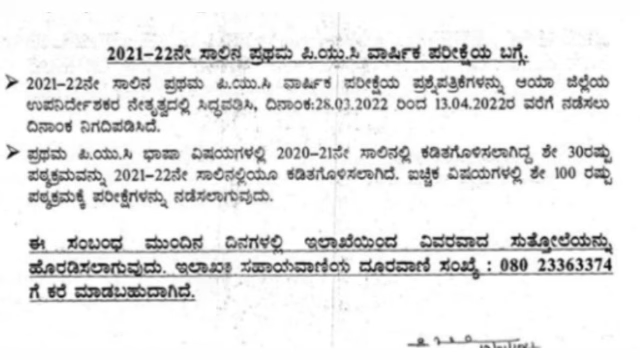 2021–22ನೇ ಸಾಲಿನ ಪ್ರಥಮ ಪಿ.ಯು.ಸಿ ವಾರ್ಷಿಕ ಪರೀಕ್ಷೆಯ ಬಗ್ಗೆ.
➢ 2021–22ನೇ ಸಾಲಿನ ಪ್ರಥಮ ಪಿ.ಯು.ಸಿ ವಾರ್ಷಿಕ ಪರೀಕ್ಷೆಯ ಪ್ರಶ್ನೆಪತ್ರಿಕೆಗಳನ್ನು ಆಯಾ ಜಿಲ್ಲೆಯ
ಉಪನಿರ್ದೇಶಕರ ನೇತೃತ್ವದಲ್ಲಿ ಸಿದ್ಧಪಡಿಸಿ, ದಿನಾಂಕ:28.03.2022 ರಿಂದ 13.04.2022ರ ವರೆಗೆ ನಡೆಸಲು
ದಿನಾಂಕ ನಿಗದಿಪಡಿಸಿದೆ.
➢ ಪ್ರಥಮ ಪಿ.ಯು.ಸಿ ಭಾಷಾ ವಿಷಯಗಳಲ್ಲಿ 2020–21ನೇ ಸಾಲಿನಲ್ಲಿ ಕಡಿತಗೊಳಿಸಲಾಗಿದ್ದ ಶೇ 30ರಷ್ಟು
ಪಠ್ಯಕ್ರಮವನ್ನು 2021–22ನೇ ಸಾಲಿನಲ್ಲಿಯೂ ಕಡಿತಗೊಳಿಸಲಾಗಿದೆ. ಐಚ್ಛಿಕ ವಿಷಯಗಳಲ್ಲಿ ಶೇ 100 ರಷ್ಟು
ಪಠ್ಯಕ್ರಮಕ್ಕೆ ಪರೀಕ್ಷೆಗಳನ್ನು ನಡೆಸಲಾಗುವುದು.
ಈ ಸಂಬಂಧ ಮುಂದಿನ ದಿನಗಳಲ್ಲಿ ಇಲಾಖೆಯಿಂದ ವಿವರವಾದ ಸುತ್ತೋಲೆಯನ್ನು
ಹೊರಡಿಸಲಾಗುವುದು. ಇಲಾಖಾ ಸಹಾಯವಾಣಿಯ ದೂರವಾಣಿ ಸಂಖ್ಯೆ : 080 23363374
ಗೆ ಕರೆ ಮಾಡಬಹುದಾಗಿದೆ.